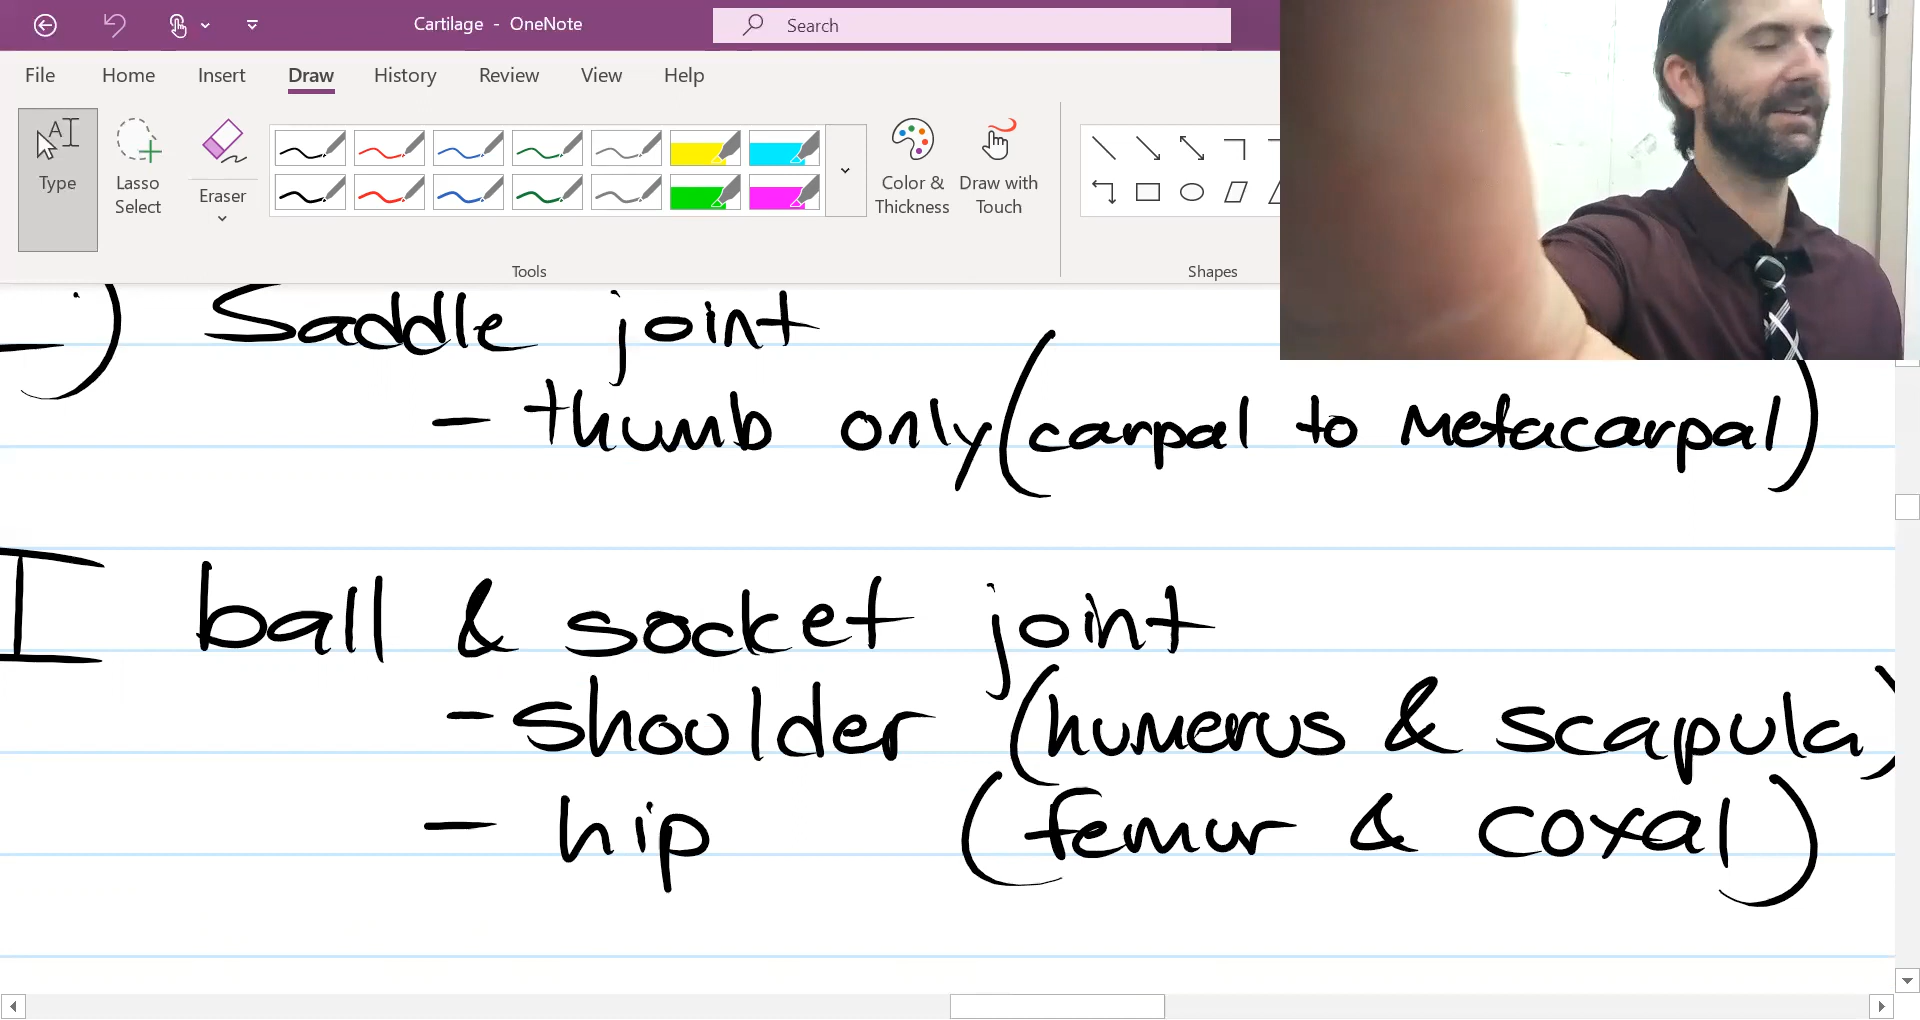 Cartilage - OneNote
Search
File Home Insert Draw History Review View Help
Type
Lasso Select
Eraser
Color & Thickness
Draw with Touch
Tools
Shapes
Saddle joint
- thumb only (carpal to Metacarpal)
I ball & socket joint
- shoulder (humerus & scapula)
- hip (femur & coxal)